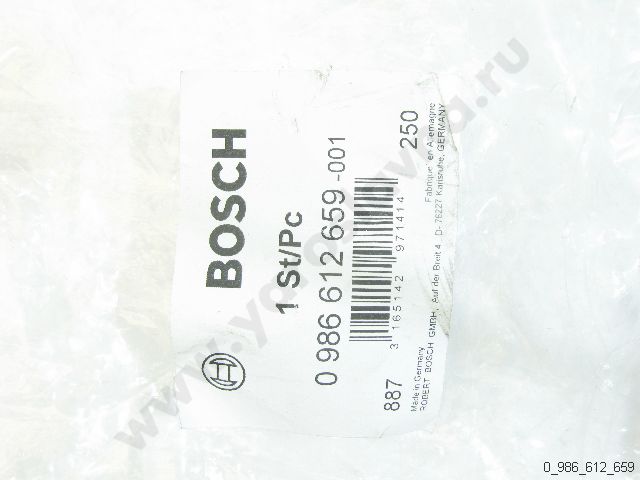 BOSCH
1 St/Pc
0 986 612 659 -001
3 165142 971414
887
250
Made in Germany
Fabriqué en Allemagne
ROBERT BOSCH GMBH, Auf der Breit 4, D-76227 Karlsruhe, GERMANY
0_986_612_659